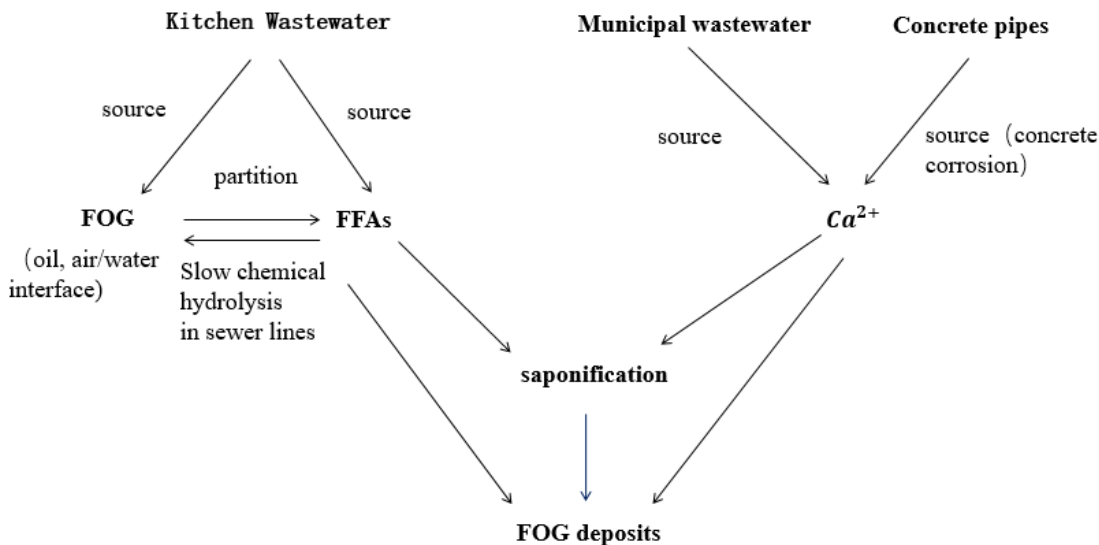 Kitchen Wastewater
Municipal wastewater
Concrete pipes
source
source
source
source（concrete
corrosion）
partition
FOG
FFAs
Ca²⁺
（oil, air/water
interface)
Slow chemical
hydrolysis
in sewer lines
saponification
FOG deposits